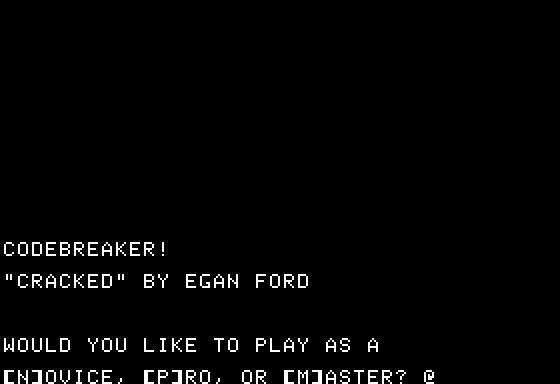 CODEBREAKER!
"CRACKED" BY EGAN FORD
WOULD YOU LIKE TO PLAY AS A
[N]OVICE, [P]RO, OR [M]ASTER? @